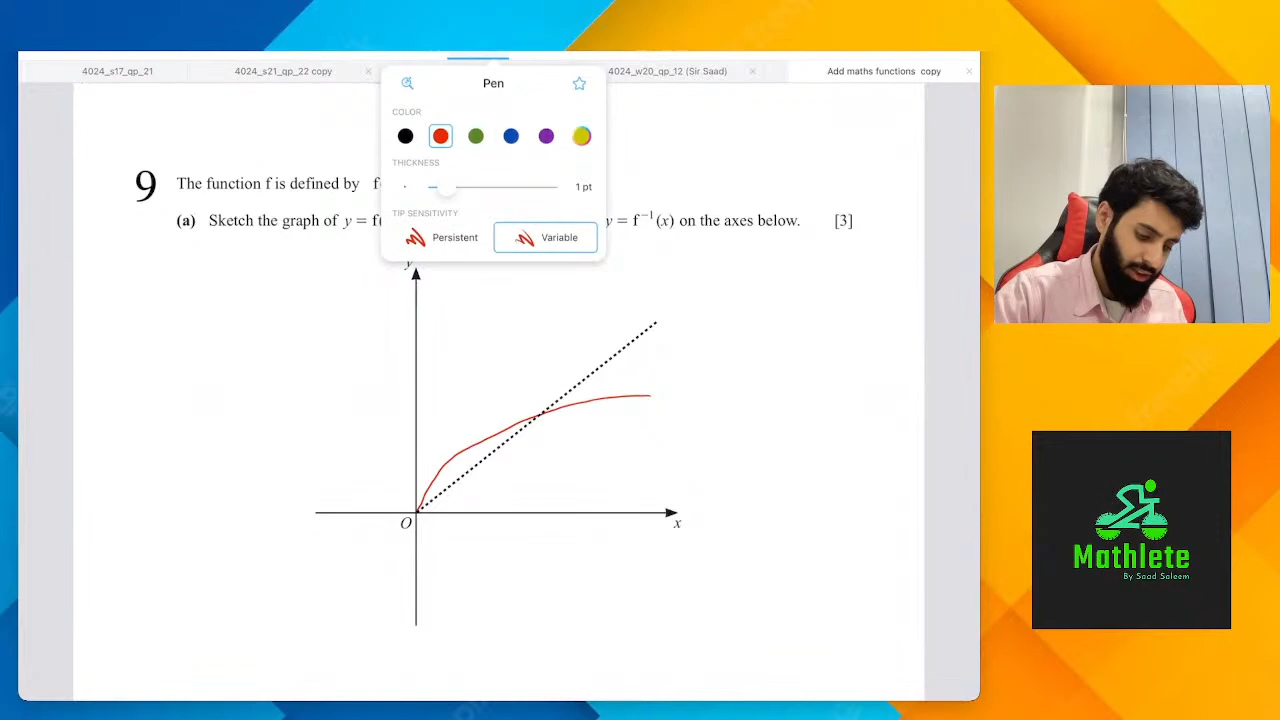 4024_s17_qp_21
4024_s21_qp_22 copy
4024_w20_qp_12 (Sir Saad)
Add maths functions copy
Pen
COLOR
THICKNESS
1 pt
TIP SENSITIVITY
Persistent
Variable
9 The function f is defined by f
(a) Sketch the graph of y = f( y = f⁻¹(x) on the axes below. [3]
y
O
x
Mathlete
By Saad Saleem